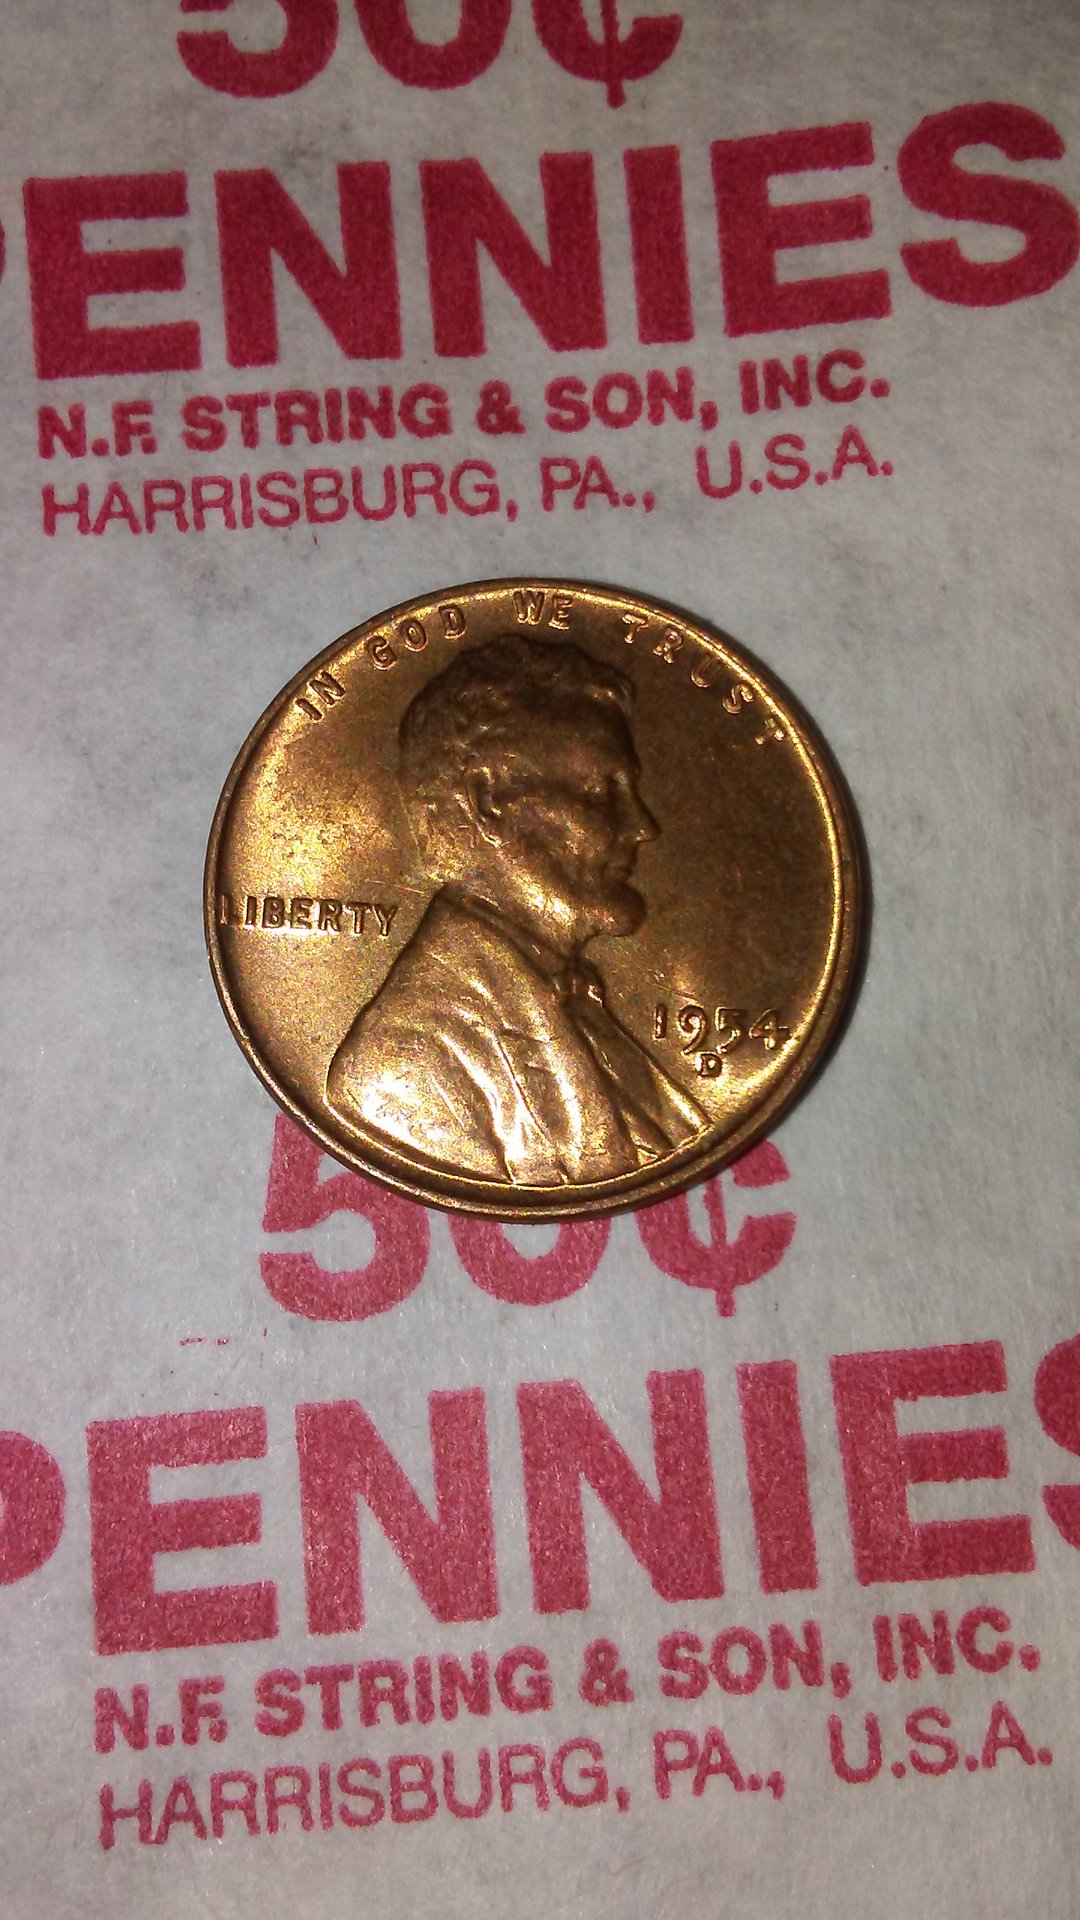 50¢
PENNIES
N.F. STRING & SON, INC.
HARRISBURG, PA., U.S.A.
IN GOD WE TRUST
LIBERTY
1954
D
50¢
PENNIES
N.F. STRING & SON, INC.
HARRISBURG, PA., U.S.A.